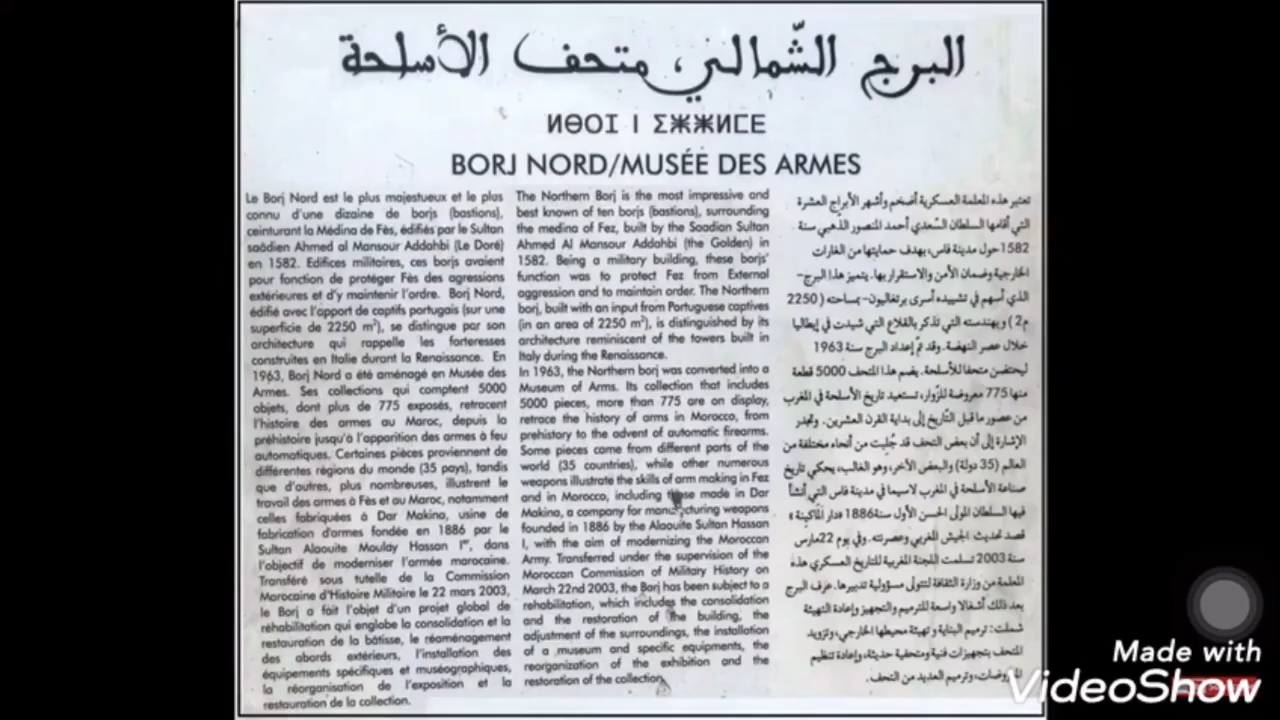 البرج الشّمالي، متحف الأسلحة
ⵍⴱⵔⵊ ⵏ ⵉⵥⵥⵍⵎⴹ
BORJ NORD/MUSÉE DES ARMES
Le Borj Nord est le plus majestueux et le plus
connu d'une dizaine de borjs (bastions),
ceinturant la Médina de Fès, édifiés par le Sultan
saâdien Ahmed al Mansour Addahbi (Le Doré)
en 1582. Edifices militaires, ces borjs avaient
pour fonction de protéger Fès des agressions
extérieures et d'y maintenir l'ordre. Borj Nord,
édifié avec l'apport de captifs portugais (sur une
superficie de 2250 m²), se distingue par son
architecture qui rappelle les forteresses
construites en Italie durant la Renaissance. En
1963, Borj Nord a été aménagé en Musée des
Armes. Ses collections qui comptent 5000
objets, dont plus de 775 exposés, retracent
l'histoire des armes au Maroc, depuis la
préhistoire jusqu'à l'apparition des armes à feu
automatiques. Certaines pièces proviennent de
différentes régions du monde (35 pays), tandis
que d'autres, plus nombreuses, illustrent le
travail des armes à Fès et au Maroc, notamment
celles fabriquées à Dar Makina, usine de
fabrication d'armes fondée en 1886 par le
Sultan Alaouite Moulay Hassan Iᵉʳ, dans
l'objectif de moderniser l'armée marocaine.
Transféré sous tutelle de la Commission
Marocaine d'Histoire Militaire le 22 mars 2003,
le Borj a fait l'objet d'un projet global de
réhabilitation qui englobe la consolidation et la
restauration de la bâtisse, le réaménagement
des abords extérieurs, l'installation des
équipements spécifiques et muséographiques,
la réorganisation de l'exposition et la
restauration de la collection.
The Northern Borj is the most impressive and
best known of ten borjs (bastions), surrounding
the medina of Fez, built by the Saadian Sultan
Ahmed Al Mansour Addahbi (the Golden) in
1582. Being a military building, these borjs'
function was to protect Fez from External
aggression and to maintain order. The Northern
borj, built with an input from Portuguese captives
(in an area of 2250 m²), is distinguished by its
architecture reminiscent of the towers built in
Italy during the Renaissance.
In 1963, the Northern borj was converted into a
Museum of Arms. Its collection that includes
5000 pieces, more than 775 are on display,
retrace the history of arms in Morocco, from
prehistory to the advent of automatic firearms.
Some pieces came from different parts of the
world (35 countries), while other numerous
weapons illustrate the skills of arm making in Fez
and in Morocco, including those made in Dar
Makina, a company for manufacturing weapons
founded in 1886 by the Alaouite Sultan Hassan
I, with the aim of modernizing the Moroccan
Army. Transferred under the supervision of the
Moroccan Commission of Military History on
March 22nd 2003, the Borj has been subject to a
rehabilitation, which includes the consolidation
and the restoration of the building, the
adjustment of the surroundings, the installation
of a museum and specific equipments, the
reorganization of the exhibition and the
restoration of the collection.
تعتبر هذه المعلمة العسكرية أضخم وأشهر الأبراج العشرة
التي أقامها السلطان السّعدي أحمد المنصور الذّهبي سنة
1582حول مدينة فاس، بهدف حمايتها من الغارات
الخارجية وضمان الأمن والاستقرار بها. يتميز هذا البرج-
الذي أسهم في تشييده أسرى برتغاليون- بمساحته ( 2250
م2 ) وبهندسته التي تذكر بالقلاع التي شيدت في إيطاليا
خلال عصر النهضة. وقد تمّ إعداد البرج سنة 1963
ليحتضن متحفا للأسلحة. يضم هذا المتحف 5000 قطعة
منها 775 معروضة للزّوار، تستعيد تاريخ الأسلحة في المغرب
من عصور ما قبل التّاريخ إلى بداية القرن العشرين. وتجدر
الإشارة إلى أن بعض التحف قد جُلبت من أنحاء مختلفة من
العالم (35 دولة) والبعض الآخر، وهو الغالب، يحكي تاريخ
صناعة الأسلحة في المغرب لاسيما في مدينة فاس التي أنشأ
فيها السلطان المولى الحسن الأول سنة1886 «دار الماكينة»
قصد تحديث الجيش المغربي وعصرنته. وفي يوم 22مارس
سنة 2003 تسلمت اللجنة المغربية للتاريخ العسكري هذه
المعلمة من وزارة الثقافة لتتولى مسؤولية تدبيرها. عرف البرج
بعد ذلك أشغالا واسعة للترميم والتجهيز وإعادة التهيئة
شملت: ترميم البناية و تهيئة محيطها الخارجي، وتزويد
المتحف بتجهيزات فنية ومتحفية حديثة، وإعادة تنظيم
المعروضات، وترميم العديد من التحف.
Made with
VideoShow